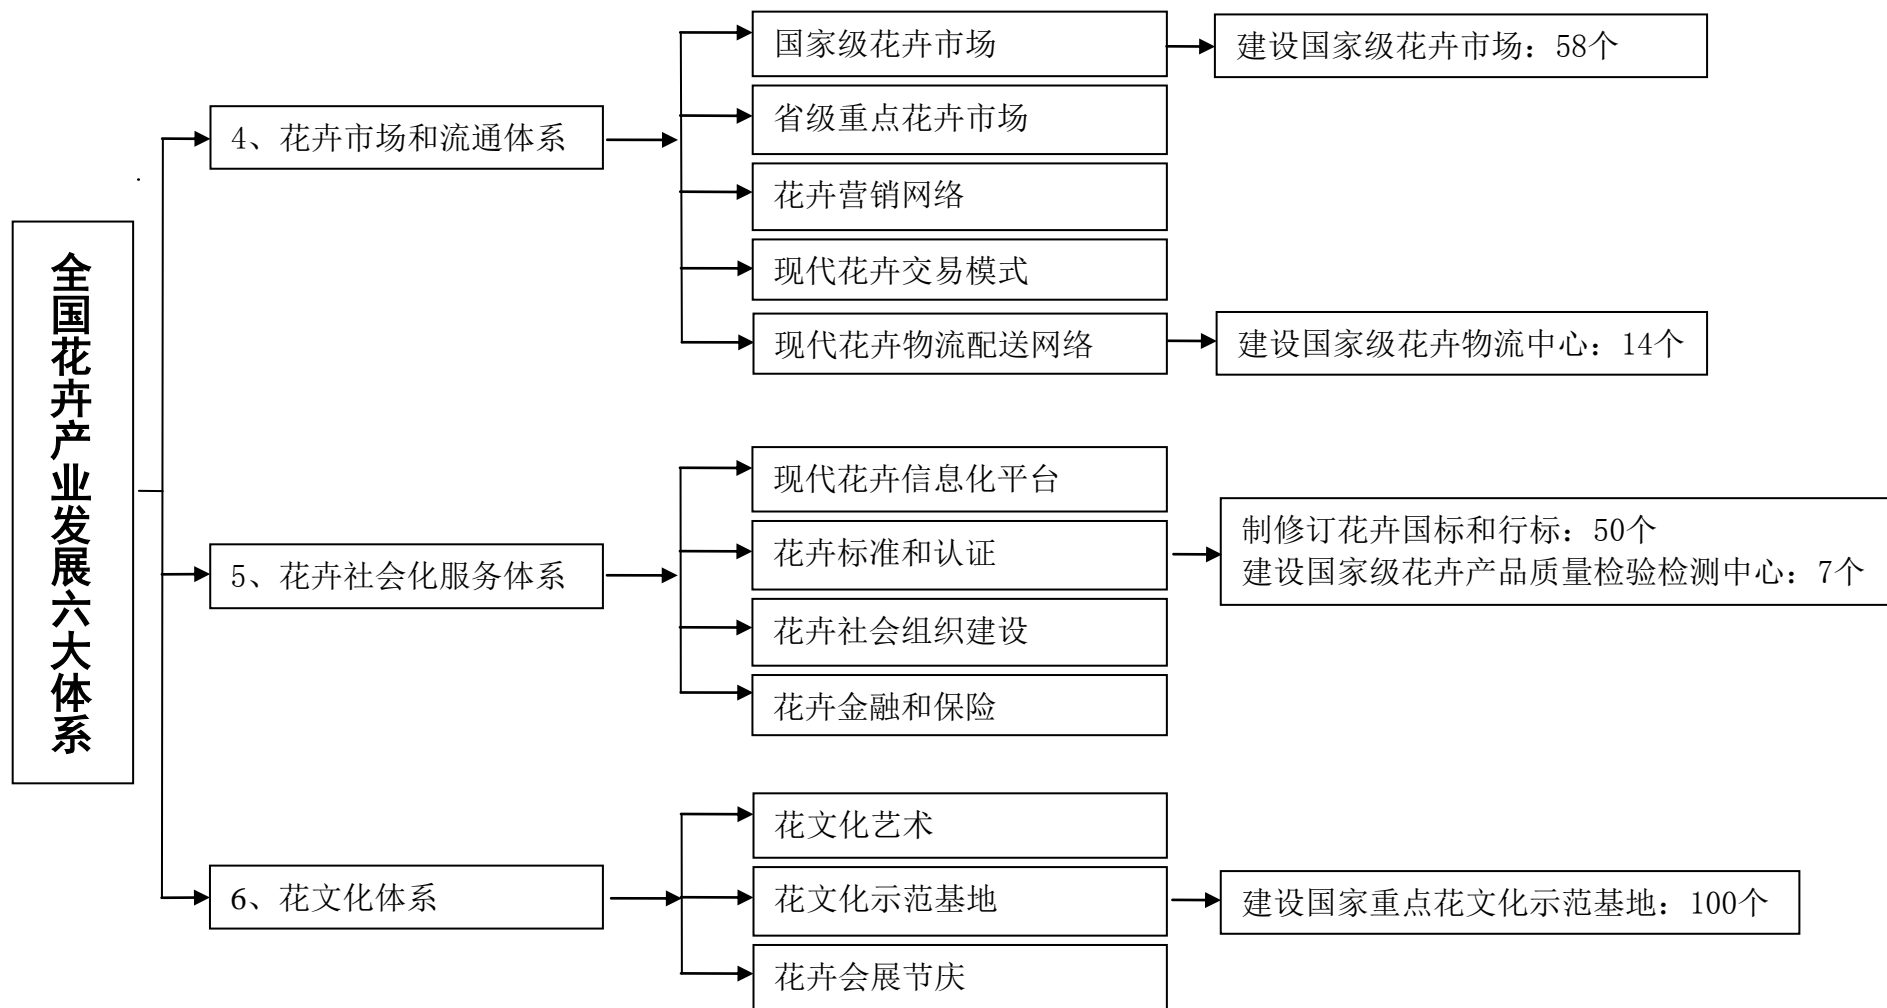 全国花卉产业发展六大体系
4、花卉市场和流通体系
国家级花卉市场
建设国家级花卉市场：58个
省级重点花卉市场
花卉营销网络
现代花卉交易模式
现代花卉物流配送网络
建设国家级花卉物流中心：14个
5、花卉社会化服务体系
现代花卉信息化平台
花卉标准和认证
制修订花卉国标和行标：50个
建设国家级花卉产品质量检验检测中心：7个
花卉社会组织建设
花卉金融和保险
6、花文化体系
花文化艺术
花文化示范基地
建设国家重点花文化示范基地：100个
花卉会展节庆